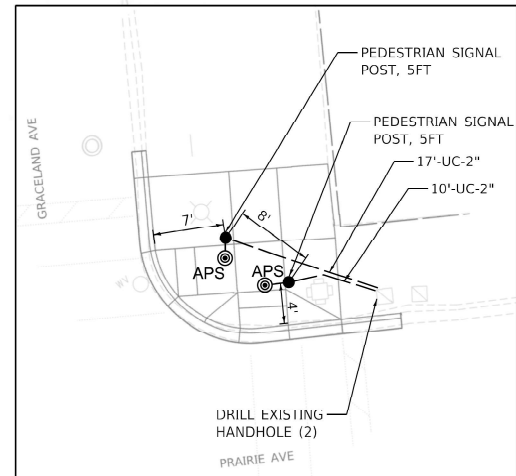 PEDESTRIAN SIGNAL
POST, 5FT
PEDESTRIAN SIGNAL
POST, 5FT
17'-UC-2"
10'-UC-2"
GRACELAND AVE
7'
8'
APS
APS
4'
BV
DRILL EXISTING
HANDHOLE (2)
PRAIRIE AVE